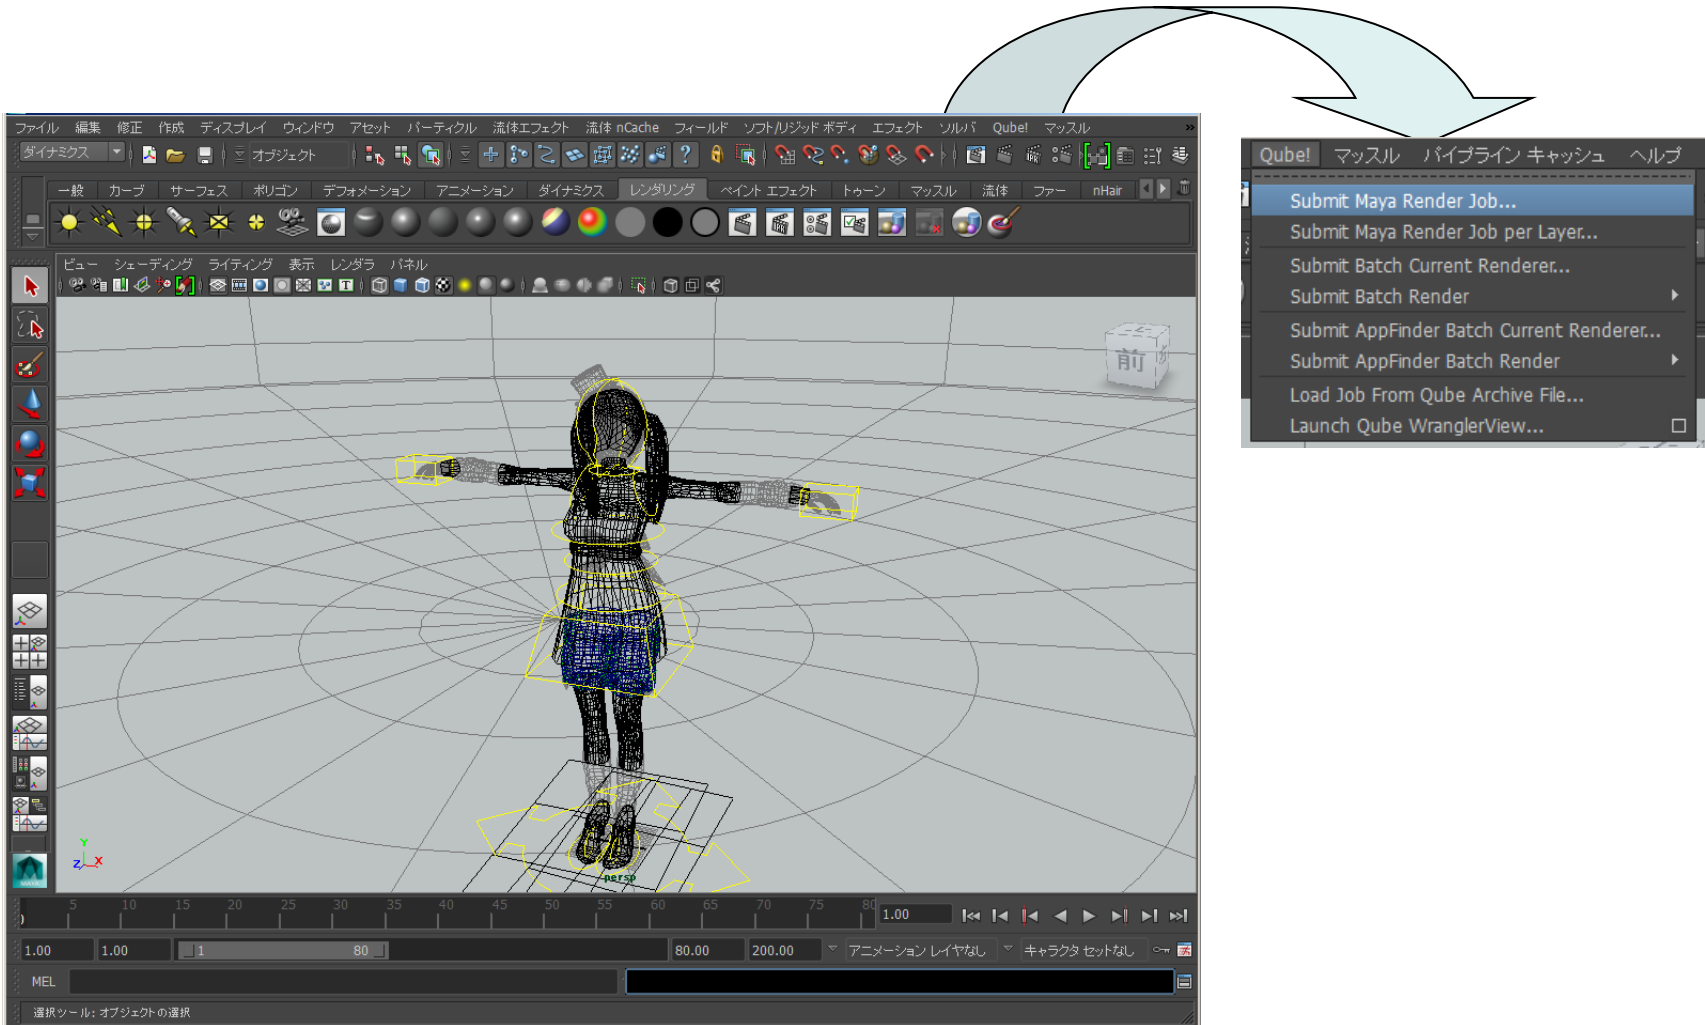 ファイル 編集 修正 作成 ディスプレイ ウィンドウ アセット パーティクル 流体エフェクト 流体 nCache フィールド ソフト/リジッド ボディ エフェクト ソルバ Qube! マッスル »
ダイナミクス オブジェクト
一般 カーブ サーフェス ポリゴン デフォメーション アニメーション ダイナミクス レンダリング ペイント エフェクト トゥーン マッスル 流体 ファー nHair
ビュー シェーディング ライティング 表示 レンダラ パネル
前
Y
Z X
persp
MAYA
5 10 15 20 25 30 35 40 45 50 55 60 65 70 75 80
1.00
1.00 1.00 1 80 80.00 200.00 アニメーション レイヤなし キャラクタ セットなし
MEL
選択ツール: オブジェクトの選択
Qube! マッスル パイプライン キャッシュ ヘルプ
Submit Maya Render Job...
Submit Maya Render Job per Layer...
Submit Batch Current Renderer...
Submit Batch Render
Submit AppFinder Batch Current Renderer...
Submit AppFinder Batch Render
Load Job From Qube Archive File...
Launch Qube WranglerView...